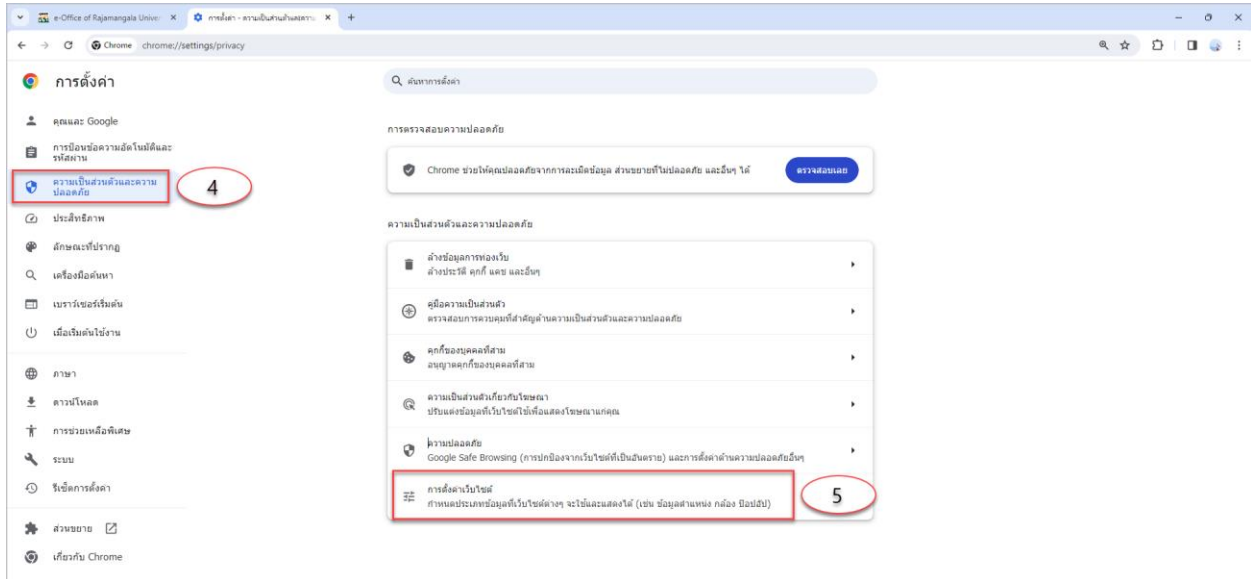 e-Office of Rajamangala Univer
การตั้งค่า - ความเป็นส่วนตัวและความ
Chrome chrome://settings/privacy
การตั้งค่า
ค้นหาการตั้งค่า
คุณและ Google
การป้อนข้อความอัตโนมัติและ
รหัสผ่าน
ความเป็นส่วนตัวและความ
ปลอดภัย
4
ประสิทธิภาพ
ลักษณะที่ปรากฏ
เครื่องมือค้นหา
เบราว์เซอร์เริ่มต้น
เมื่อเริ่มต้นใช้งาน
ภาษา
ดาวน์โหลด
การช่วยเหลือพิเศษ
ระบบ
รีเซ็ตการตั้งค่า
ส่วนขยาย
เกี่ยวกับ Chrome
การตรวจสอบความปลอดภัย
Chrome ช่วยให้คุณปลอดภัยจากการละเมิดข้อมูล ส่วนขยายที่ไม่ปลอดภัย และอื่นๆ ได้
ตรวจสอบเลย
ความเป็นส่วนตัวและความปลอดภัย
ล้างข้อมูลการท่องเว็บ
ล้างประวัติ คุกกี้ แคช และอื่นๆ
คู่มือความเป็นส่วนตัว
ตรวจสอบการควบคุมที่สำคัญด้านความเป็นส่วนตัวและความปลอดภัย
คุกกี้ของบุคคลที่สาม
อนุญาตคุกกี้ของบุคคลที่สาม
ความเป็นส่วนตัวเกี่ยวกับโฆษณา
ปรับแต่งข้อมูลที่เว็บไซต์ใช้เพื่อแสดงโฆษณาแก่คุณ
ความปลอดภัย
Google Safe Browsing (การปกป้องจากเว็บไซต์ที่เป็นอันตราย) และการตั้งค่าด้านความปลอดภัยอื่นๆ
การตั้งค่าเว็บไซต์
กำหนดประเภทข้อมูลที่เว็บไซต์ต่างๆ จะใช้และแสดงได้ (เช่น ข้อมูลตำแหน่ง กล้อง ป๊อปอัป)
5